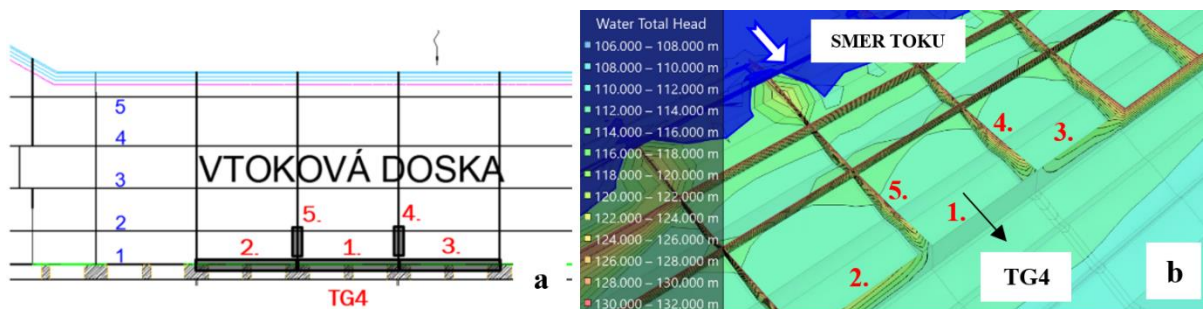 5
4
3
2
1
VTOKOVÁ DOSKA
5.
4.
2.
1.
3.
TG4
a
Water Total Head
106.000 – 108.000 m
108.000 – 110.000 m
110.000 – 112.000 m
112.000 – 114.000 m
114.000 – 116.000 m
116.000 – 118.000 m
118.000 – 120.000 m
120.000 – 122.000 m
122.000 – 124.000 m
124.000 – 126.000 m
126.000 – 128.000 m
128.000 – 130.000 m
130.000 – 132.000 m
SMER TOKU
4.
3.
5.
1.
2.
TG4
b